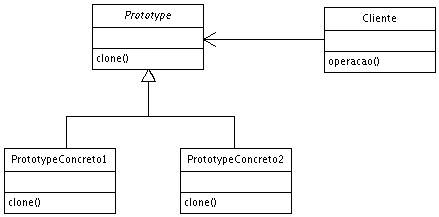 Prototype
clone()
Cliente
operacao()
PrototypeConcreto1
clone()
PrototypeConcreto2
clone()